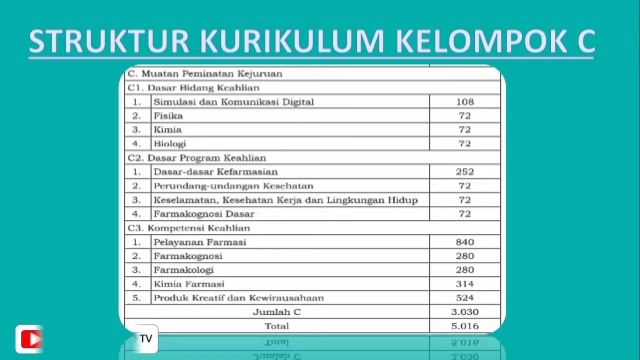 STRUKTUR KURIKULUM KELOMPOK C
C. Muatan Peminatan Kejuruan
C1. Dasar Bidang Keahlian
1. Simulasi dan Komunikasi Digital 108
2. Fisika 72
3. Kimia 72
4. Biologi 72
C2. Dasar Program Keahlian
1. Dasar-dasar Kefarmasian 252
2. Perundang-undangan Kesehatan 72
3. Keselamatan, Kesehatan Kerja dan Lingkungan Hidup 72
4. Farmakognosi Dasar 72
C3. Kompetensi Keahlian
1. Pelayanan Farmasi 840
2. Farmakognosi 280
3. Farmakologi 280
4. Kimia Farmasi 314
5. Produk Kreatif dan Kewirausahaan 524
Jumlah C 3.030
Total 5.016
TV